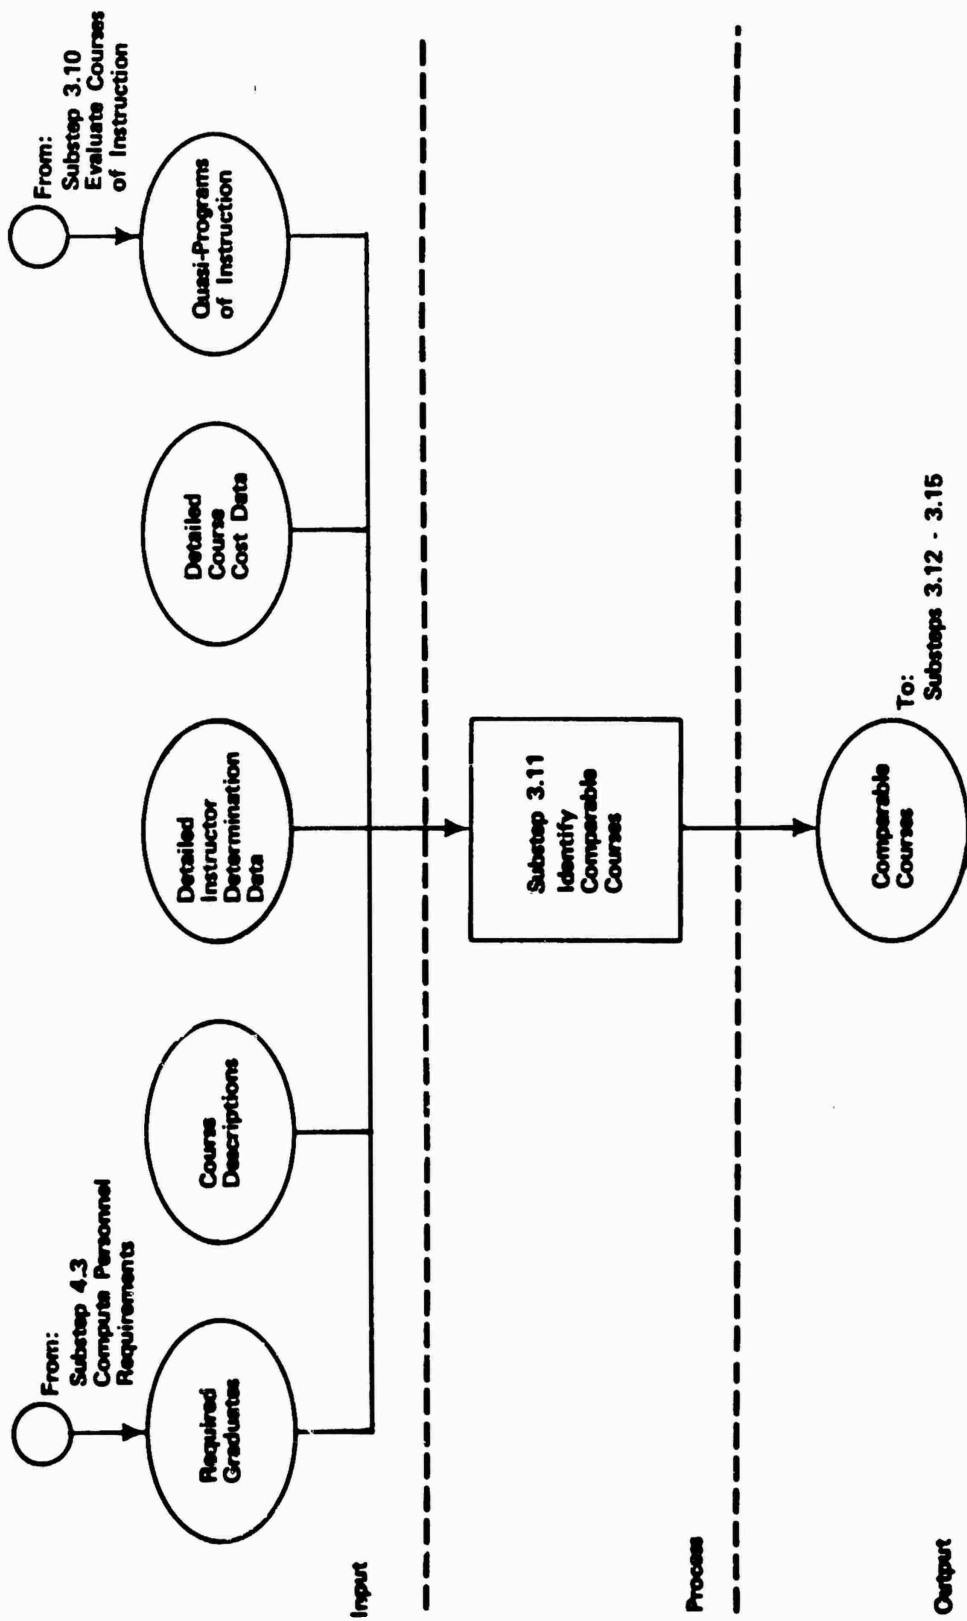 From:
Substep 4.3
Compute Personnel
Requirements
From:
Substep 3.10
Evaluate Courses
of Instruction
Required
Graduates
Course
Descriptions
Detailed
Instructor
Determination
Data
Detailed
Course
Cost Data
Quasi-Programs
of Instruction
Input
Substep 3.11
Identify
Comparable
Courses
Process
Comparable
Courses
To:
Substeps 3.12 - 3.15
Output